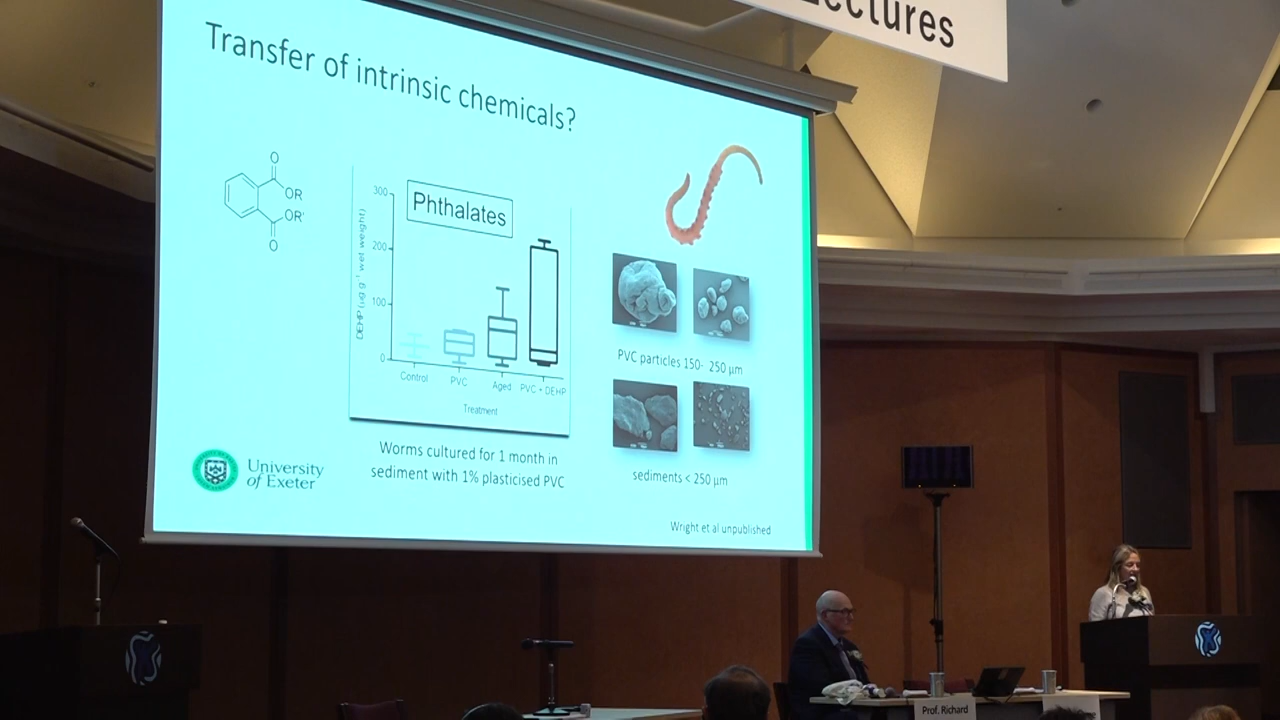 Lectures
Transfer of intrinsic chemicals?
O
OR
OR'
O
Phthalates
DEHP (µg g⁻¹ wet weight)
300
200
100
0
Control
PVC
Aged
PVC + DEHP
Treatment
Worms cultured for 1 month in
sediment with 1% plasticised PVC
PVC particles 150- 250 µm
sediments < 250 µm
University
of Exeter
Wright et al unpublished
Prof. Richard